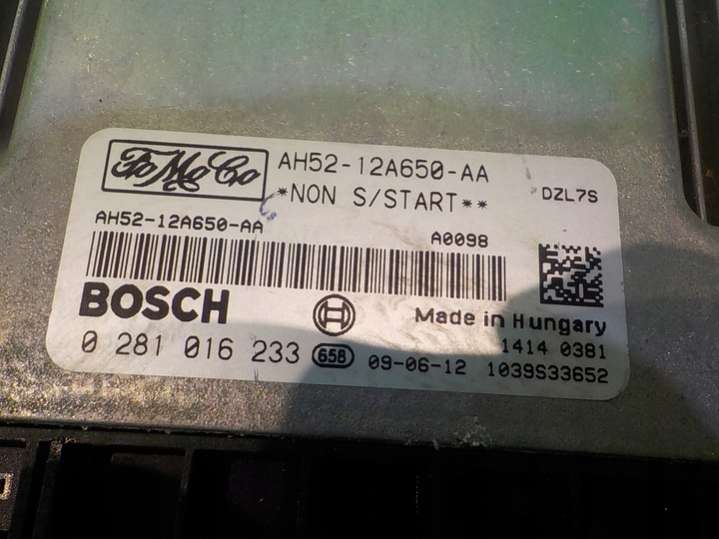 FoMoCo AH52-12A650-AA
*NON S/START** DZL7S
AH52-12A650-AA A0098
BOSCH Made in Hungary
1414 0381
0 281 016 233 658 09-06-12 1039S33652